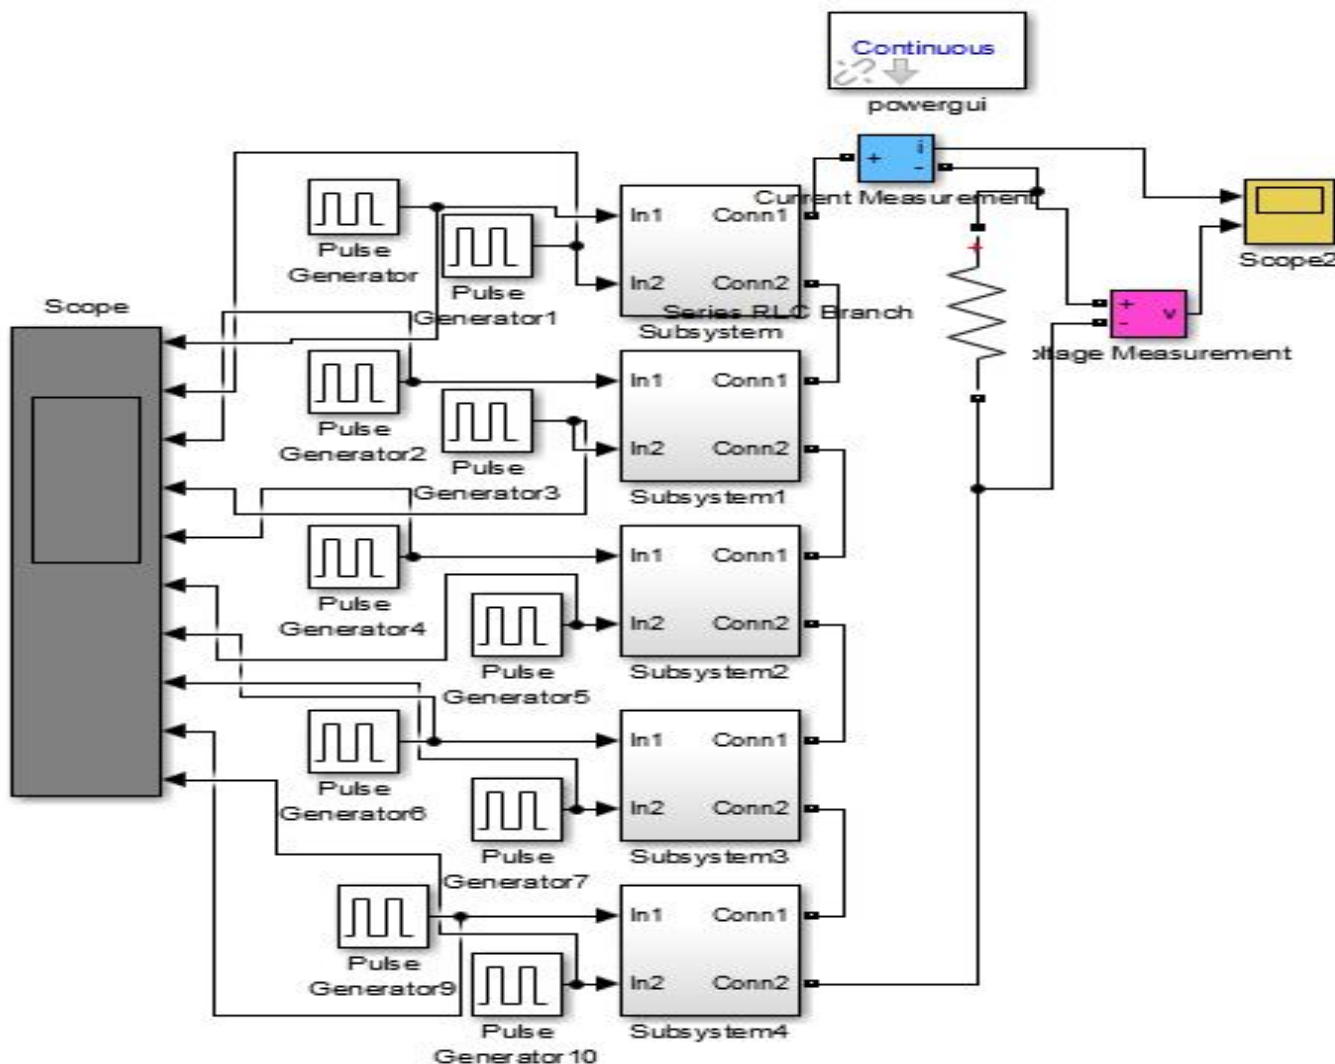 Continuous
powergui
+
i
-
Current Measurement
Scope2
Pulse
Generator
Pulse
Generator1
In1
Conn1
In2
Conn2
Series RLC Branch
Subsystem
+
+
-
v
ltage Measurement
Scope
Pulse
Generator2
Pulse
Generator3
In1
Conn1
In2
Conn2
Subsystem1
Pulse
Generator4
Pulse
Generator5
In1
Conn1
In2
Conn2
Subsystem2
Pulse
Generator6
Pulse
Generator7
In1
Conn1
In2
Conn2
Subsystem3
Pulse
Generator9
Pulse
Generator10
In1
Conn1
In2
Conn2
Subsystem4